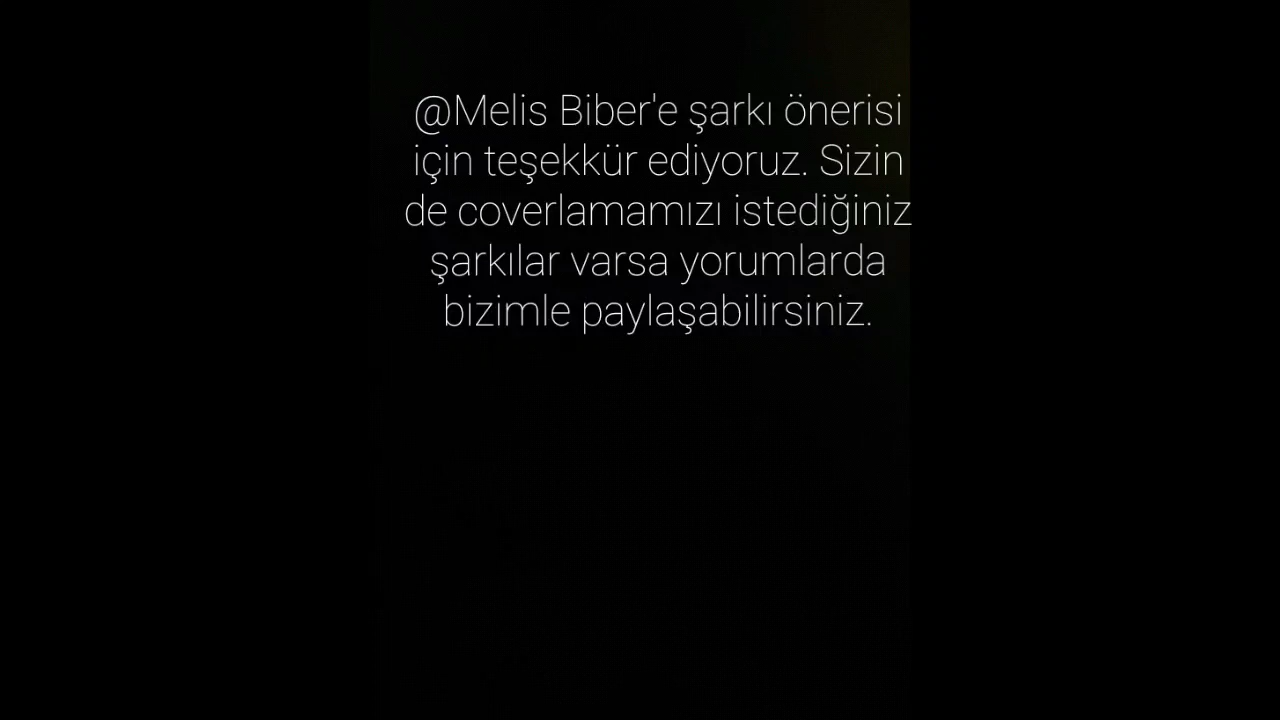 @Melis Biber'e şarkı önerisi
için teşekkür ediyoruz. Sizin
de coverlamamızı istediğiniz
şarkılar varsa yorumlarda
bizimle paylaşabilirsiniz.